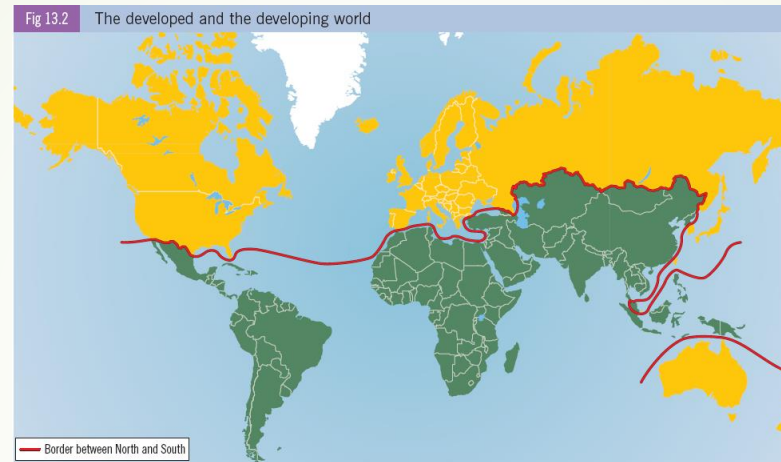 Fig 13.2 The developed and the developing world
Border between North and South